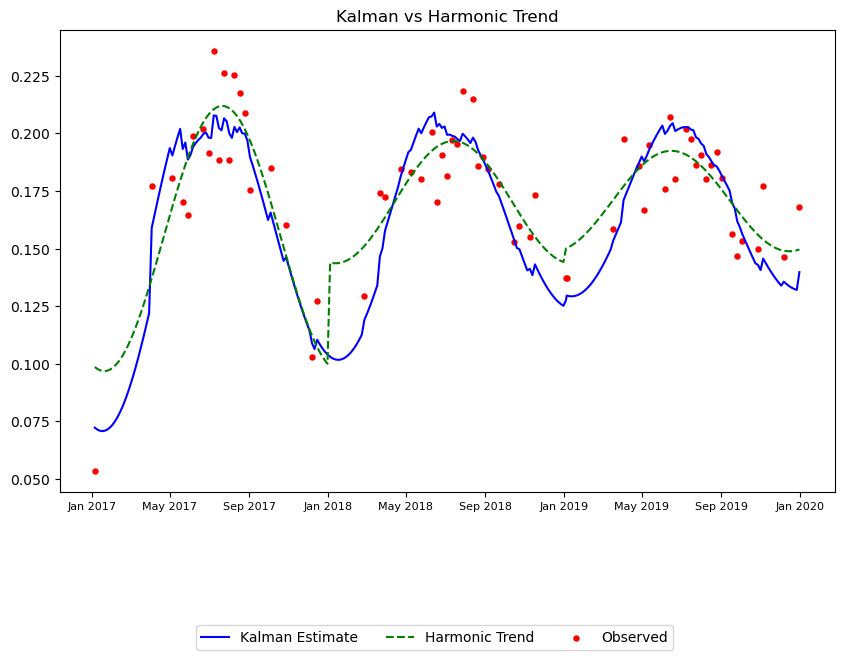 Kalman vs Harmonic Trend
0.225
0.200
0.175
0.150
0.125
0.100
0.075
0.050
Jan 2017 May 2017 Sep 2017 Jan 2018 May 2018 Sep 2018 Jan 2019 May 2019 Sep 2019 Jan 2020
Kalman Estimate Harmonic Trend Observed